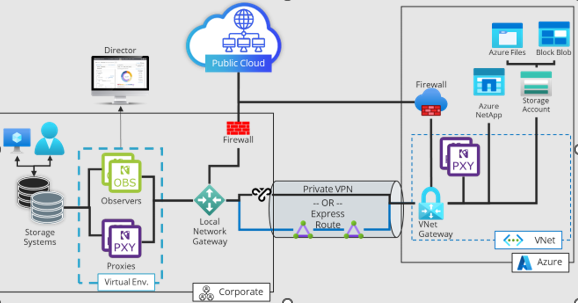 Director
Public Cloud
Azure Files
Block Blob
Firewall
Azure
NetApp
Storage
Account
Firewall
N
OBS
Observers
N
PXY
N
PXY
Proxies
Storage
Systems
Virtual Env.
Local
Network
Gateway
Private VPN
-- OR --
Express
Route
VNet
Gateway
VNet
Azure
Corporate